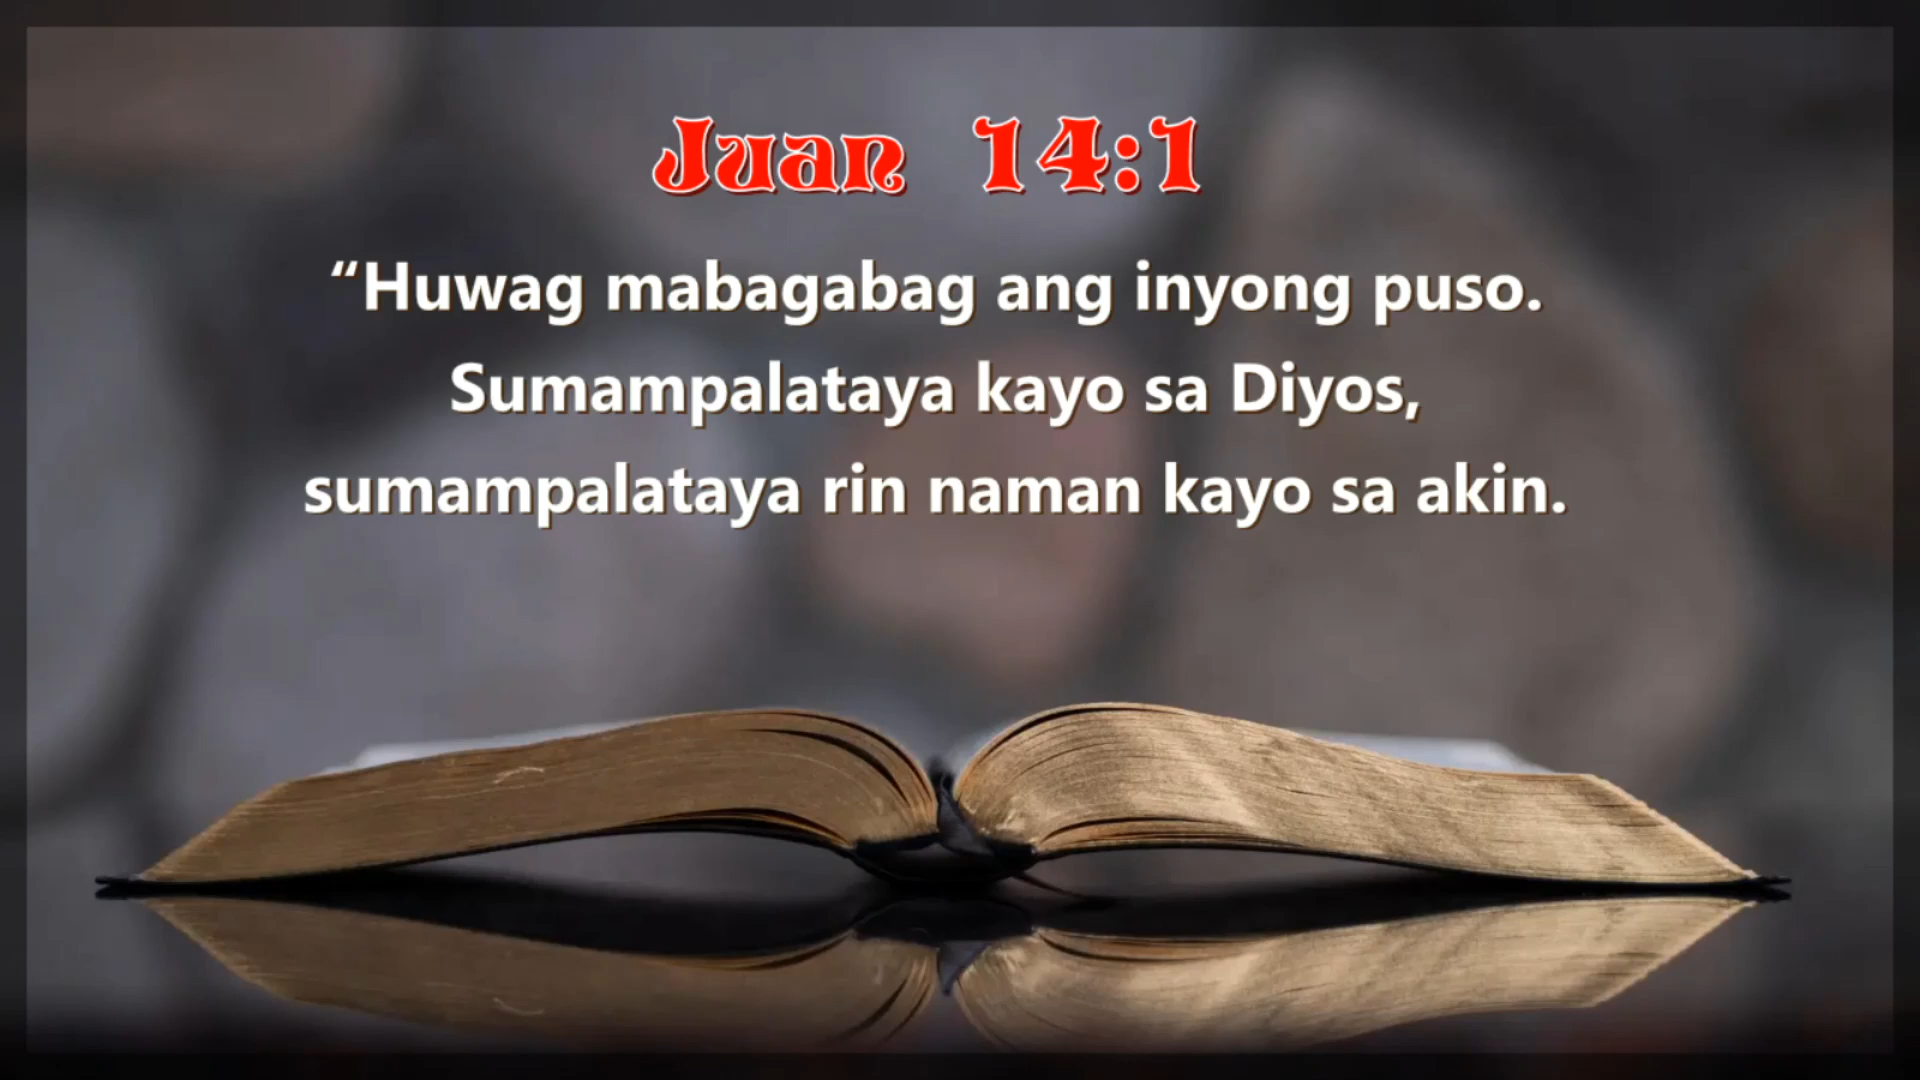 Juan 14:1
“Huwag mabagabag ang inyong puso.
Sumampalataya kayo sa Diyos,
sumampalataya rin naman kayo sa akin.